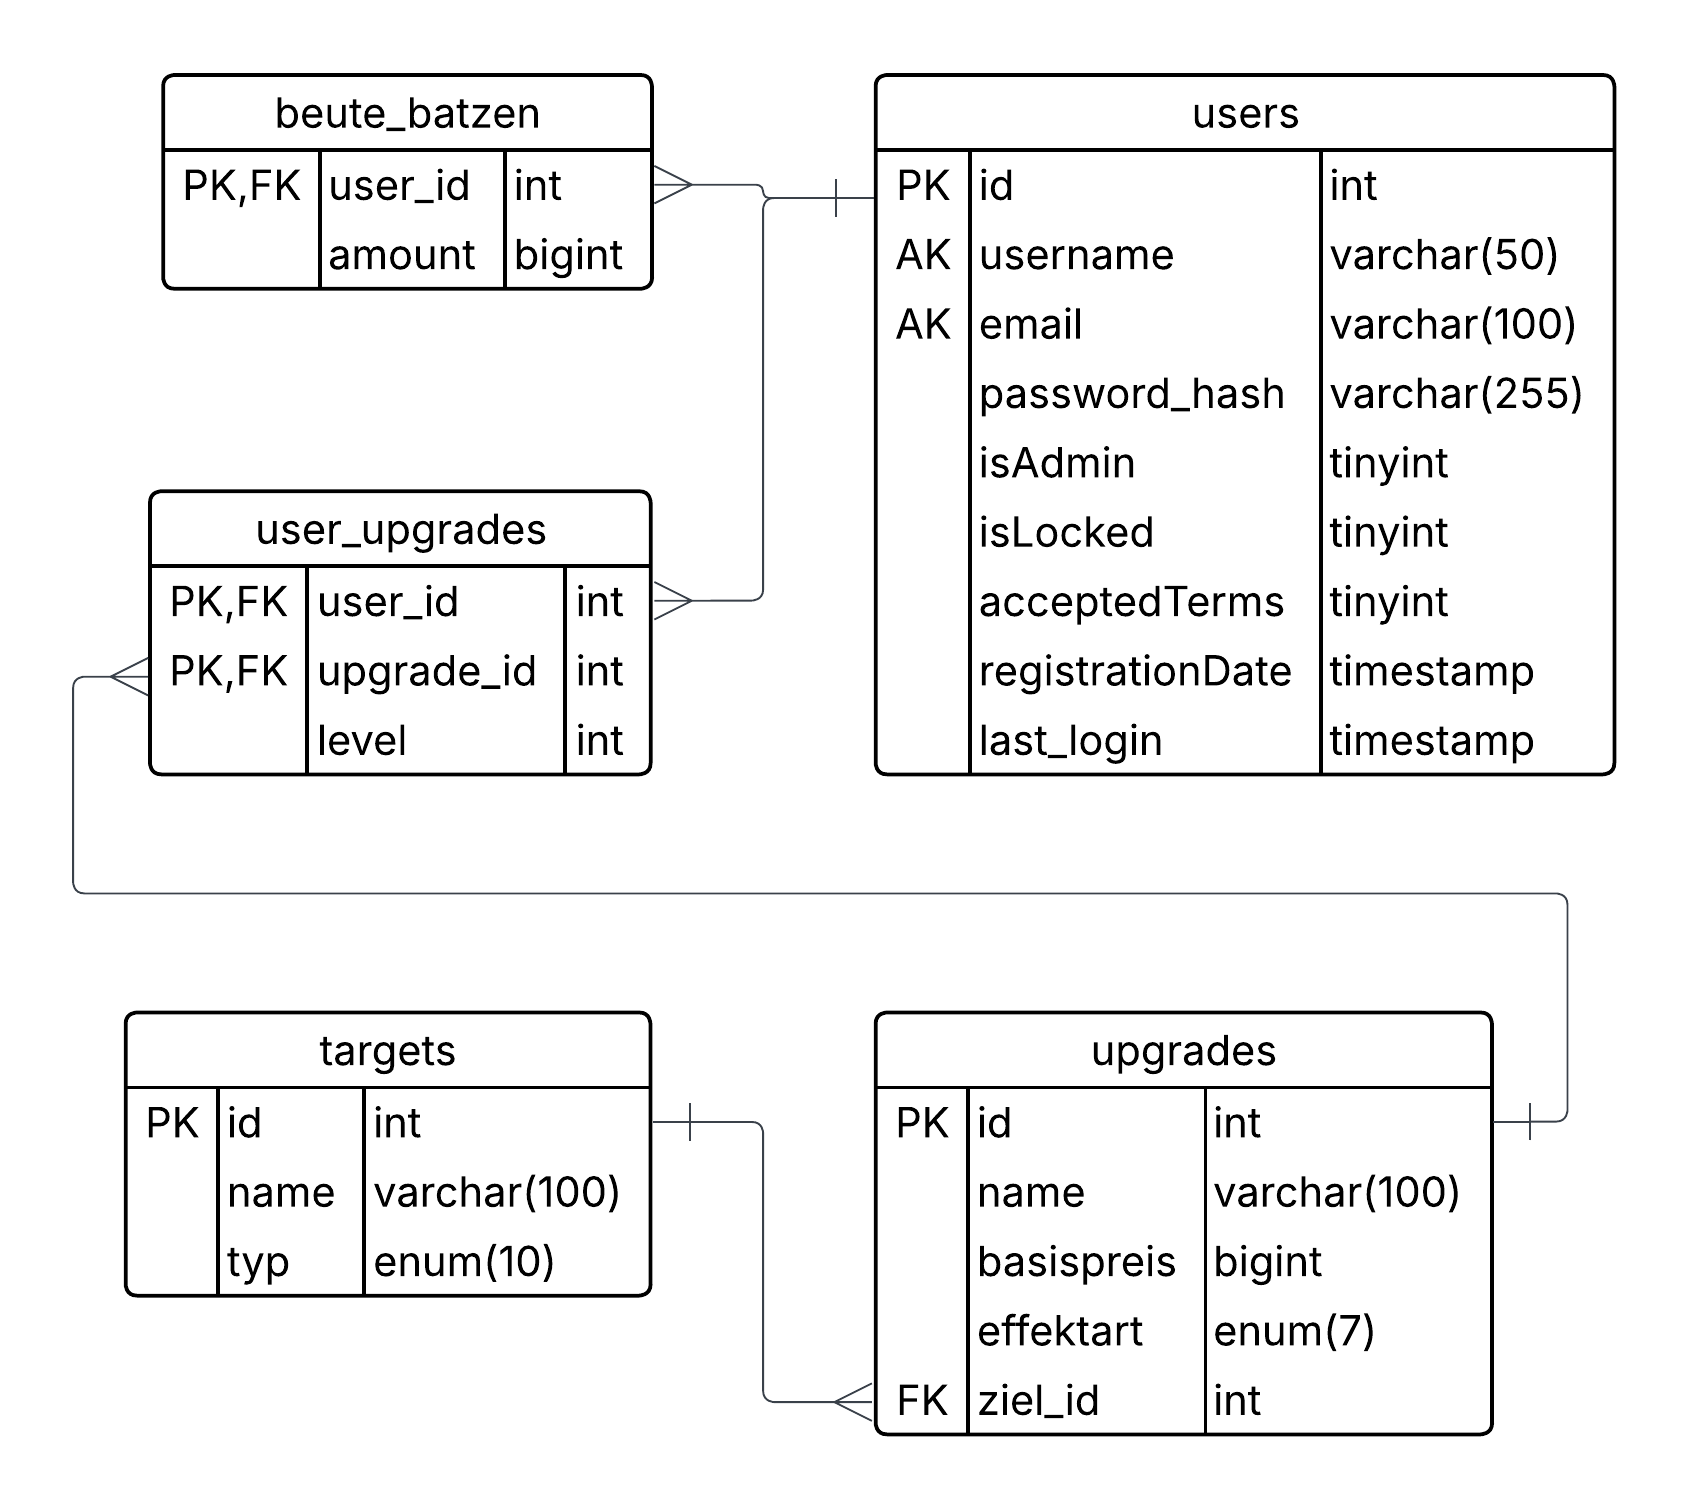 beute_batzen
PK,FK user_id int
amount bigint
users
PK id int
AK username varchar(50)
AK email varchar(100)
password_hash varchar(255)
isAdmin tinyint
isLocked tinyint
acceptedTerms tinyint
registrationDate timestamp
last_login timestamp
user_upgrades
PK,FK user_id int
PK,FK upgrade_id int
level int
targets
PK id int
name varchar(100)
typ enum(10)
upgrades
PK id int
name varchar(100)
basispreis bigint
effektart enum(7)
FK ziel_id int